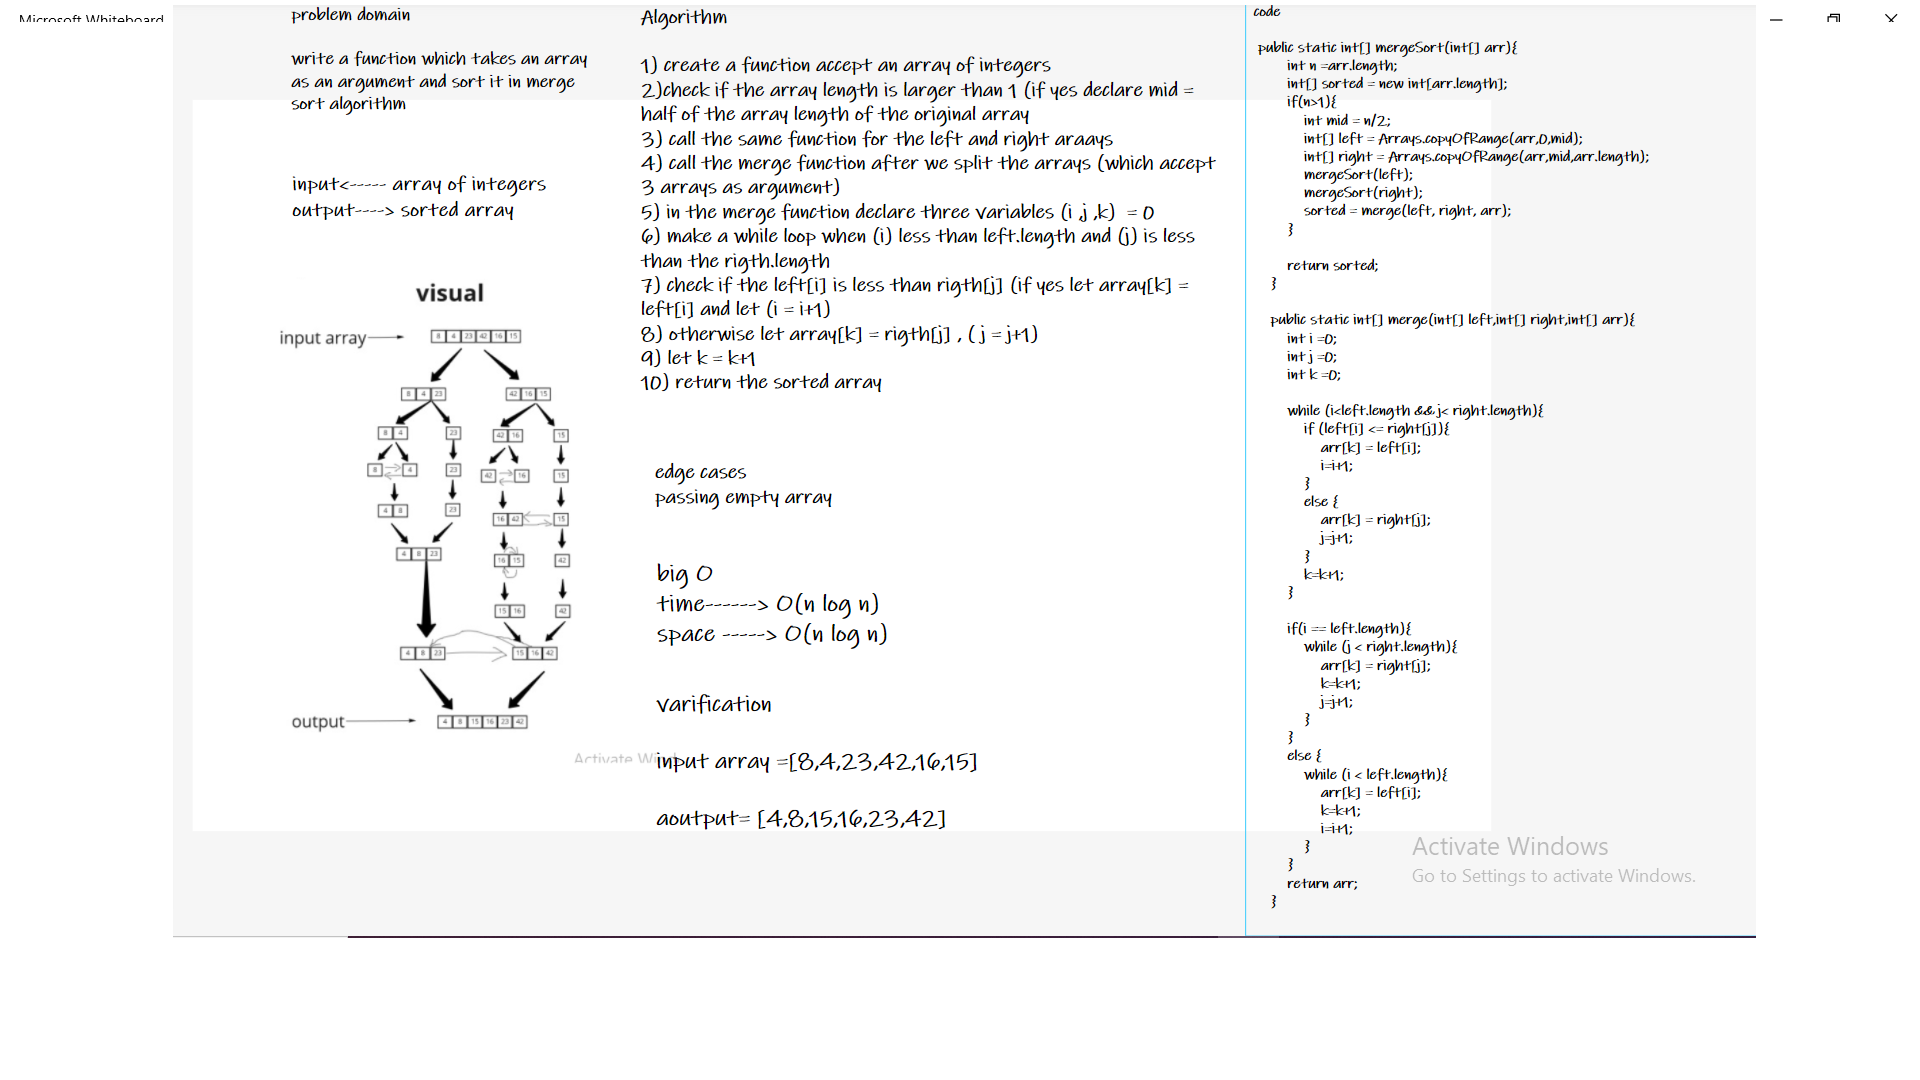 Microsoft Whiteboard
problem domain
write a function which takes an array
as an argument and sort it in merge
sort algorithm
input<----- array of integers
output----> sorted array
visual
input array
8 4 23 42 16 15
8 4 23
42 16 15
8 4
23
42 16
15
8
4
23
42
16
15
4 8
23
16 42
15
4 8 23
16 15
42
15 16
42
4 8 23
15 16 42
output
4 8 15 16 23 42
Algorithm
1) create a function accept an array of integers
2)check if the array length is larger than 1 (if yes declare mid =
half of the array length of the original array
3) call the same function for the left and right araays
4) call the merge function after we split the arrays (which accept
3 arrays as argument)
5) in the merge function declare three variables (i ,j ,k) = 0
6) make a while loop when (i) less than left.length and (j) is less
than the rigth.length
7) check if the left[i] is less than rigth[j] (if yes let array[k] =
left[i] and let (i = i+1)
8) otherwise let array[k] = rigth[j] , ( j = j+1)
9) let k = k+1
10) return the sorted array
edge cases
passing empty array
big O
time------> O(n log n)
space -----> O(n log n)
varification
Activate Wi
input array =[8,4,23,42,16,15]
aoutput= [4,8,15,16,23,42]
code
public static int[] mergeSort(int[] arr){
int n =arr.length;
int[] sorted = new int[arr.length];
if(n>1){
int mid = n/2;
int[] left = Arrays.copyOfRange(arr,0,mid);
int[] right = Arrays.copyOfRange(arr,mid,arr.length);
mergeSort(left);
mergeSort(right);
sorted = merge(left, right, arr);
}
return sorted;
}
public static int[] merge(int[] left,int[] right,int[] arr){
int i =0;
int j =0;
int k =0;
while (i<left.length && j< right.length){
if (left[i] <= right[j]){
arr[k] = left[i];
i=i+1;
}
else {
arr[k] = right[j];
j=j+1;
}
k=k+1;
}
if(i == left.length){
while (j < right.length){
arr[k] = right[j];
k=k+1;
j=j+1;
}
}
else {
while (i < left.length){
arr[k] = left[i];
k=k+1;
i=i+1;
}
}
return arr;
}
Activate Windows
Go to Settings to activate Windows.